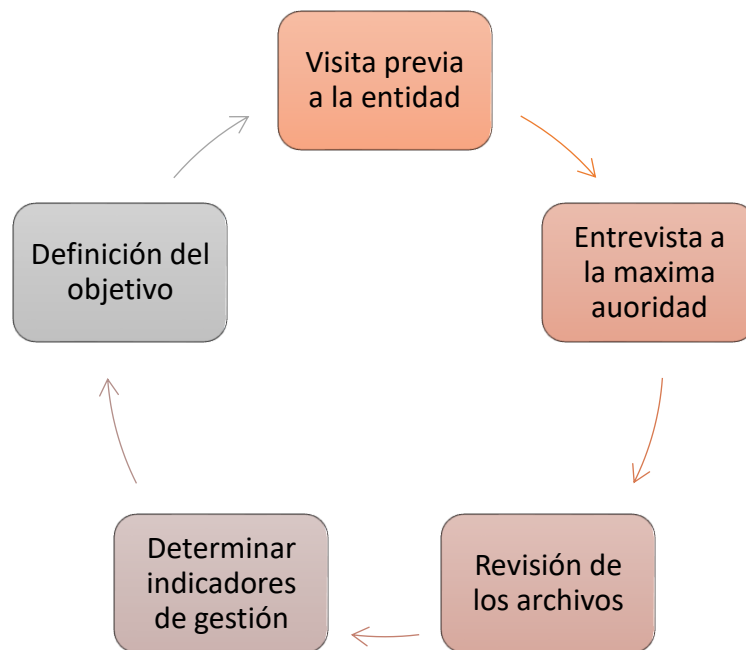 Visita previa
a la entidad
Entrevista a
la maxima
auoridad
Revisión de
los archivos
Determinar
indicadores
de gestión
Definición del
objetivo